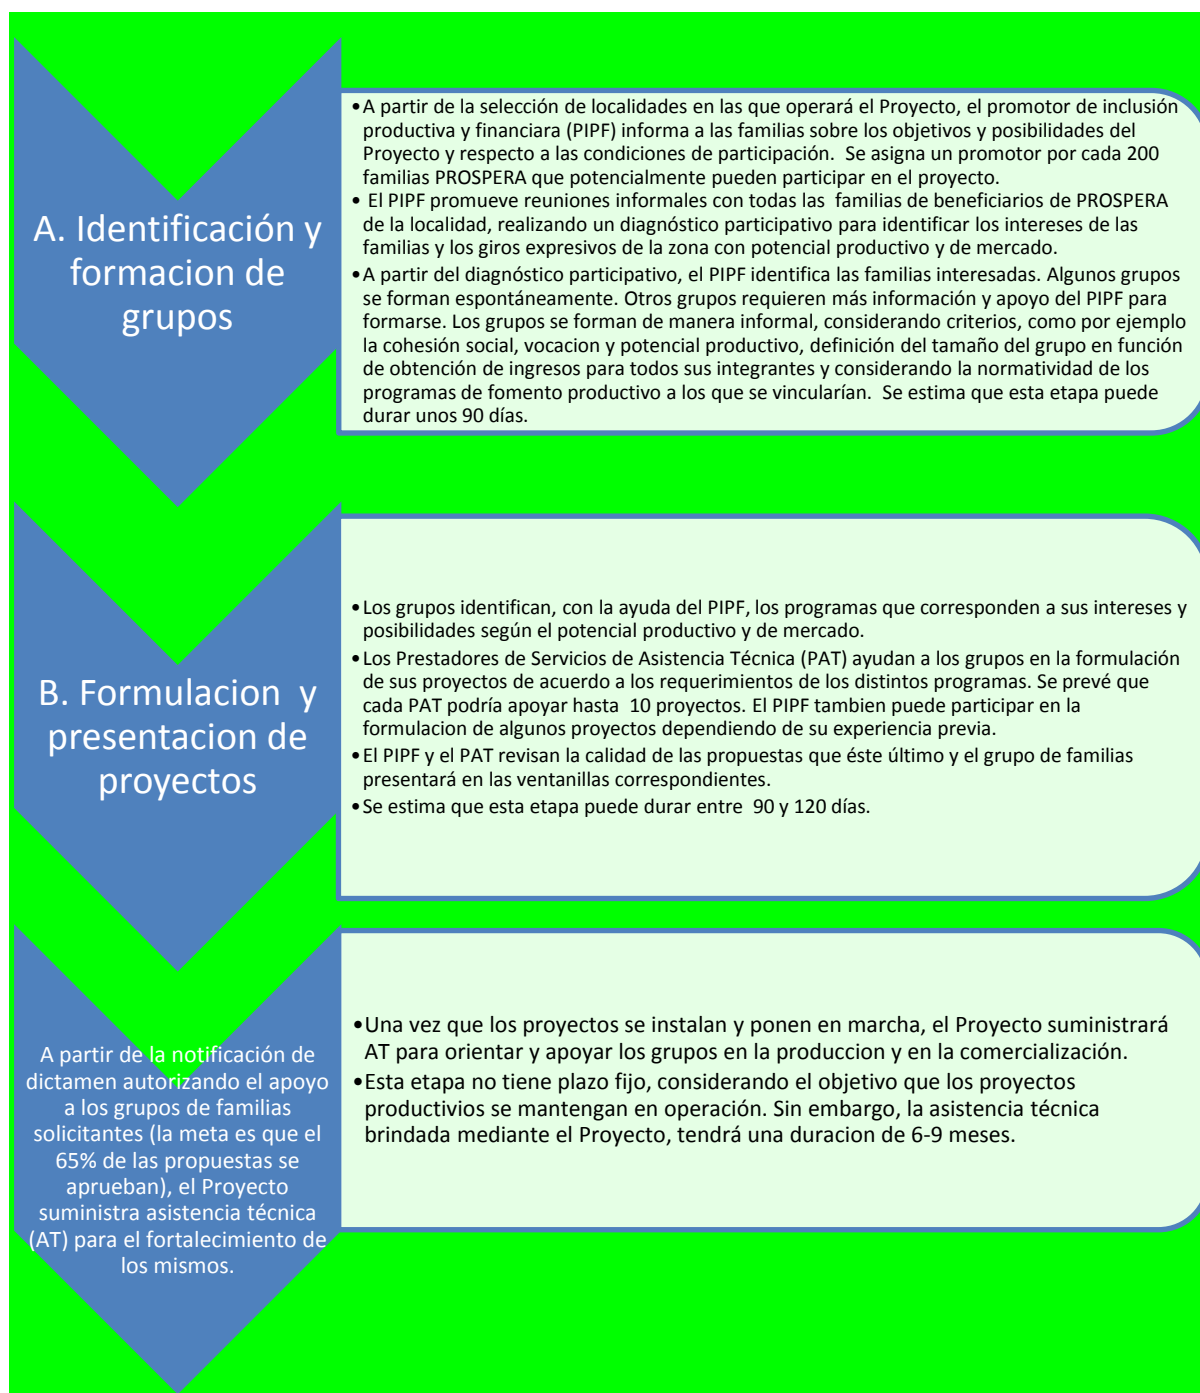 A. Identificación y
formacion de
grupos
•A partir de la selección de localidades en las que operará el Proyecto, el promotor de inclusión
productiva y financiara (PIPF) informa a las familias sobre los objetivos y posibilidades del
Proyecto y respecto a las condiciones de participación. Se asigna un promotor por cada 200
familias PROSPERA que potencialmente pueden participar en el proyecto.
• El PIPF promueve reuniones informales con todas las familias de beneficiarios de PROSPERA
de la localidad, realizando un diagnóstico participativo para identificar los intereses de las
familias y los giros expresivos de la zona con potencial productivo y de mercado.
•A partir del diagnóstico participativo, el PIPF identifica las familias interesadas. Algunos grupos
se forman espontáneamente. Otros grupos requieren más información y apoyo del PIPF para
formarse. Los grupos se forman de manera informal, considerando criterios, como por ejemplo
la cohesión social, vocacion y potencial productivo, definición del tamaño del grupo en función
de obtención de ingresos para todos sus integrantes y considerando la normatividad de los
programas de fomento productivo a los que se vincularían. Se estima que esta etapa puede
durar unos 90 días.
B. Formulacion y
presentacion de
proyectos
•Los grupos identifican, con la ayuda del PIPF, los programas que corresponden a sus intereses y
posibilidades según el potencial productivo y de mercado.
•Los Prestadores de Servicios de Asistencia Técnica (PAT) ayudan a los grupos en la formulación
de sus proyectos de acuerdo a los requerimientos de los distintos programas. Se prevé que
cada PAT podría apoyar hasta 10 proyectos. El PIPF tambien puede participar en la
formulacion de algunos proyectos dependiendo de su experiencia previa.
•El PIPF y el PAT revisan la calidad de las propuestas que éste último y el grupo de familias
presentará en las ventanillas correspondientes.
•Se estima que esta etapa puede durar entre 90 y 120 días.
A partir de la notificación de
dictamen autorizando el apoyo
a los grupos de familias
solicitantes (la meta es que el
65% de las propuestas se
aprueban), el Proyecto
suministra asistencia técnica
(AT) para el fortalecimiento de
los mismos.
•Una vez que los proyectos se instalan y ponen en marcha, el Proyecto suministrará
AT para orientar y apoyar los grupos en la produccion y en la comercialización.
•Esta etapa no tiene plazo fijo, considerando el objetivo que los proyectos
productivios se mantengan en operación. Sin embargo, la asistencia técnica
brindada mediante el Proyecto, tendrá una duracion de 6-9 meses.